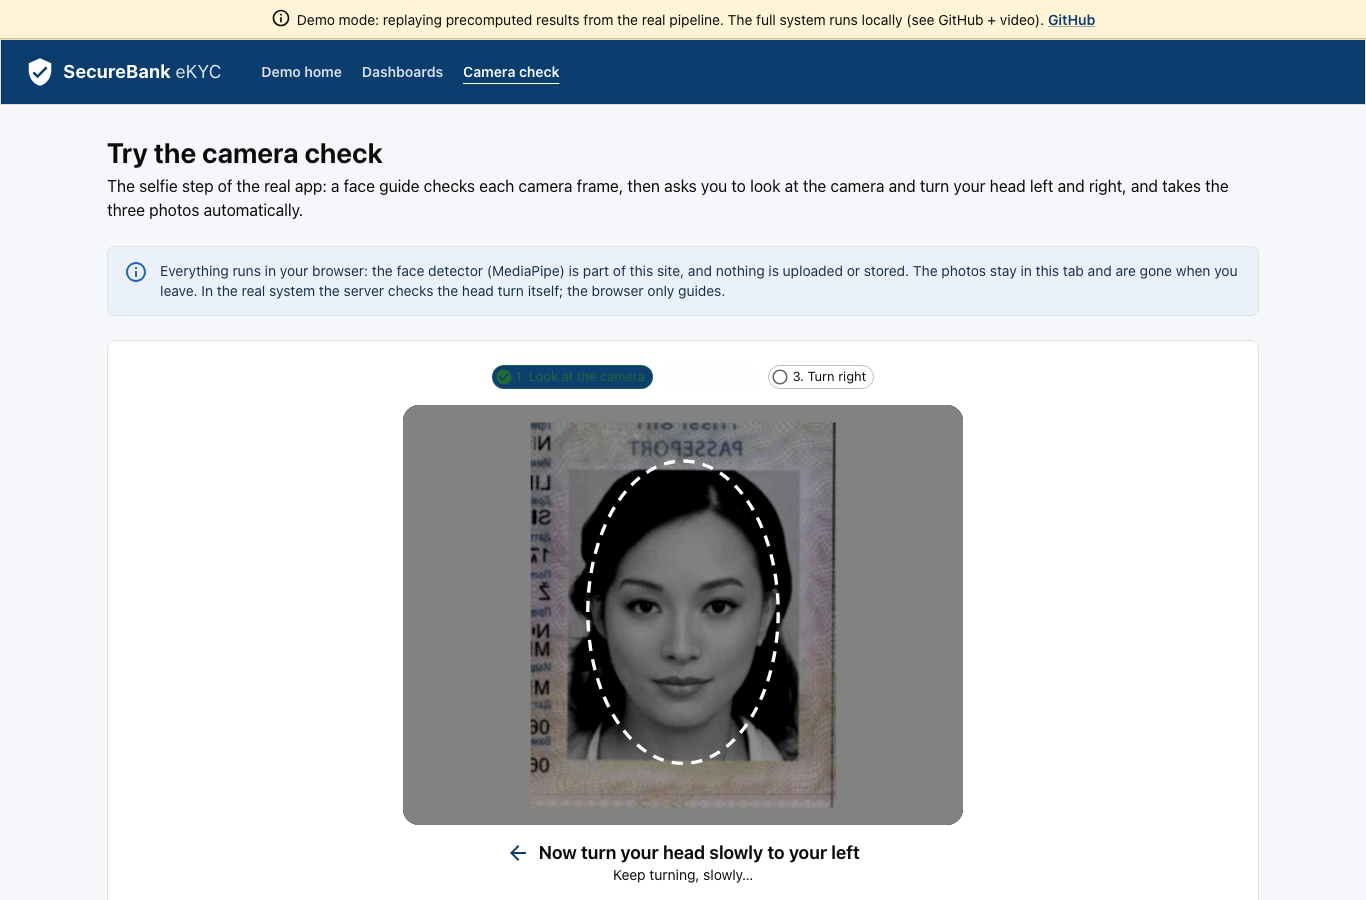 Demo mode: replaying precomputed results from the real pipeline. The full system runs locally (see GitHub + video). GitHub
SecureBank eKYC
Demo home
Dashboards
Camera check
Try the camera check
The selfie step of the real app: a face guide checks each camera frame, then asks you to look at the camera and turn your head left and right, and takes the
three photos automatically.
Everything runs in your browser: the face detector (MediaPipe) is part of this site, and nothing is uploaded or stored. The photos stay in this tab and are gone when you
leave. In the real system the server checks the head turn itself; the browser only guides.
1. Look at the camera
3. Turn right
PASSEPORT
Now turn your head slowly to your left
Keep turning, slowly...